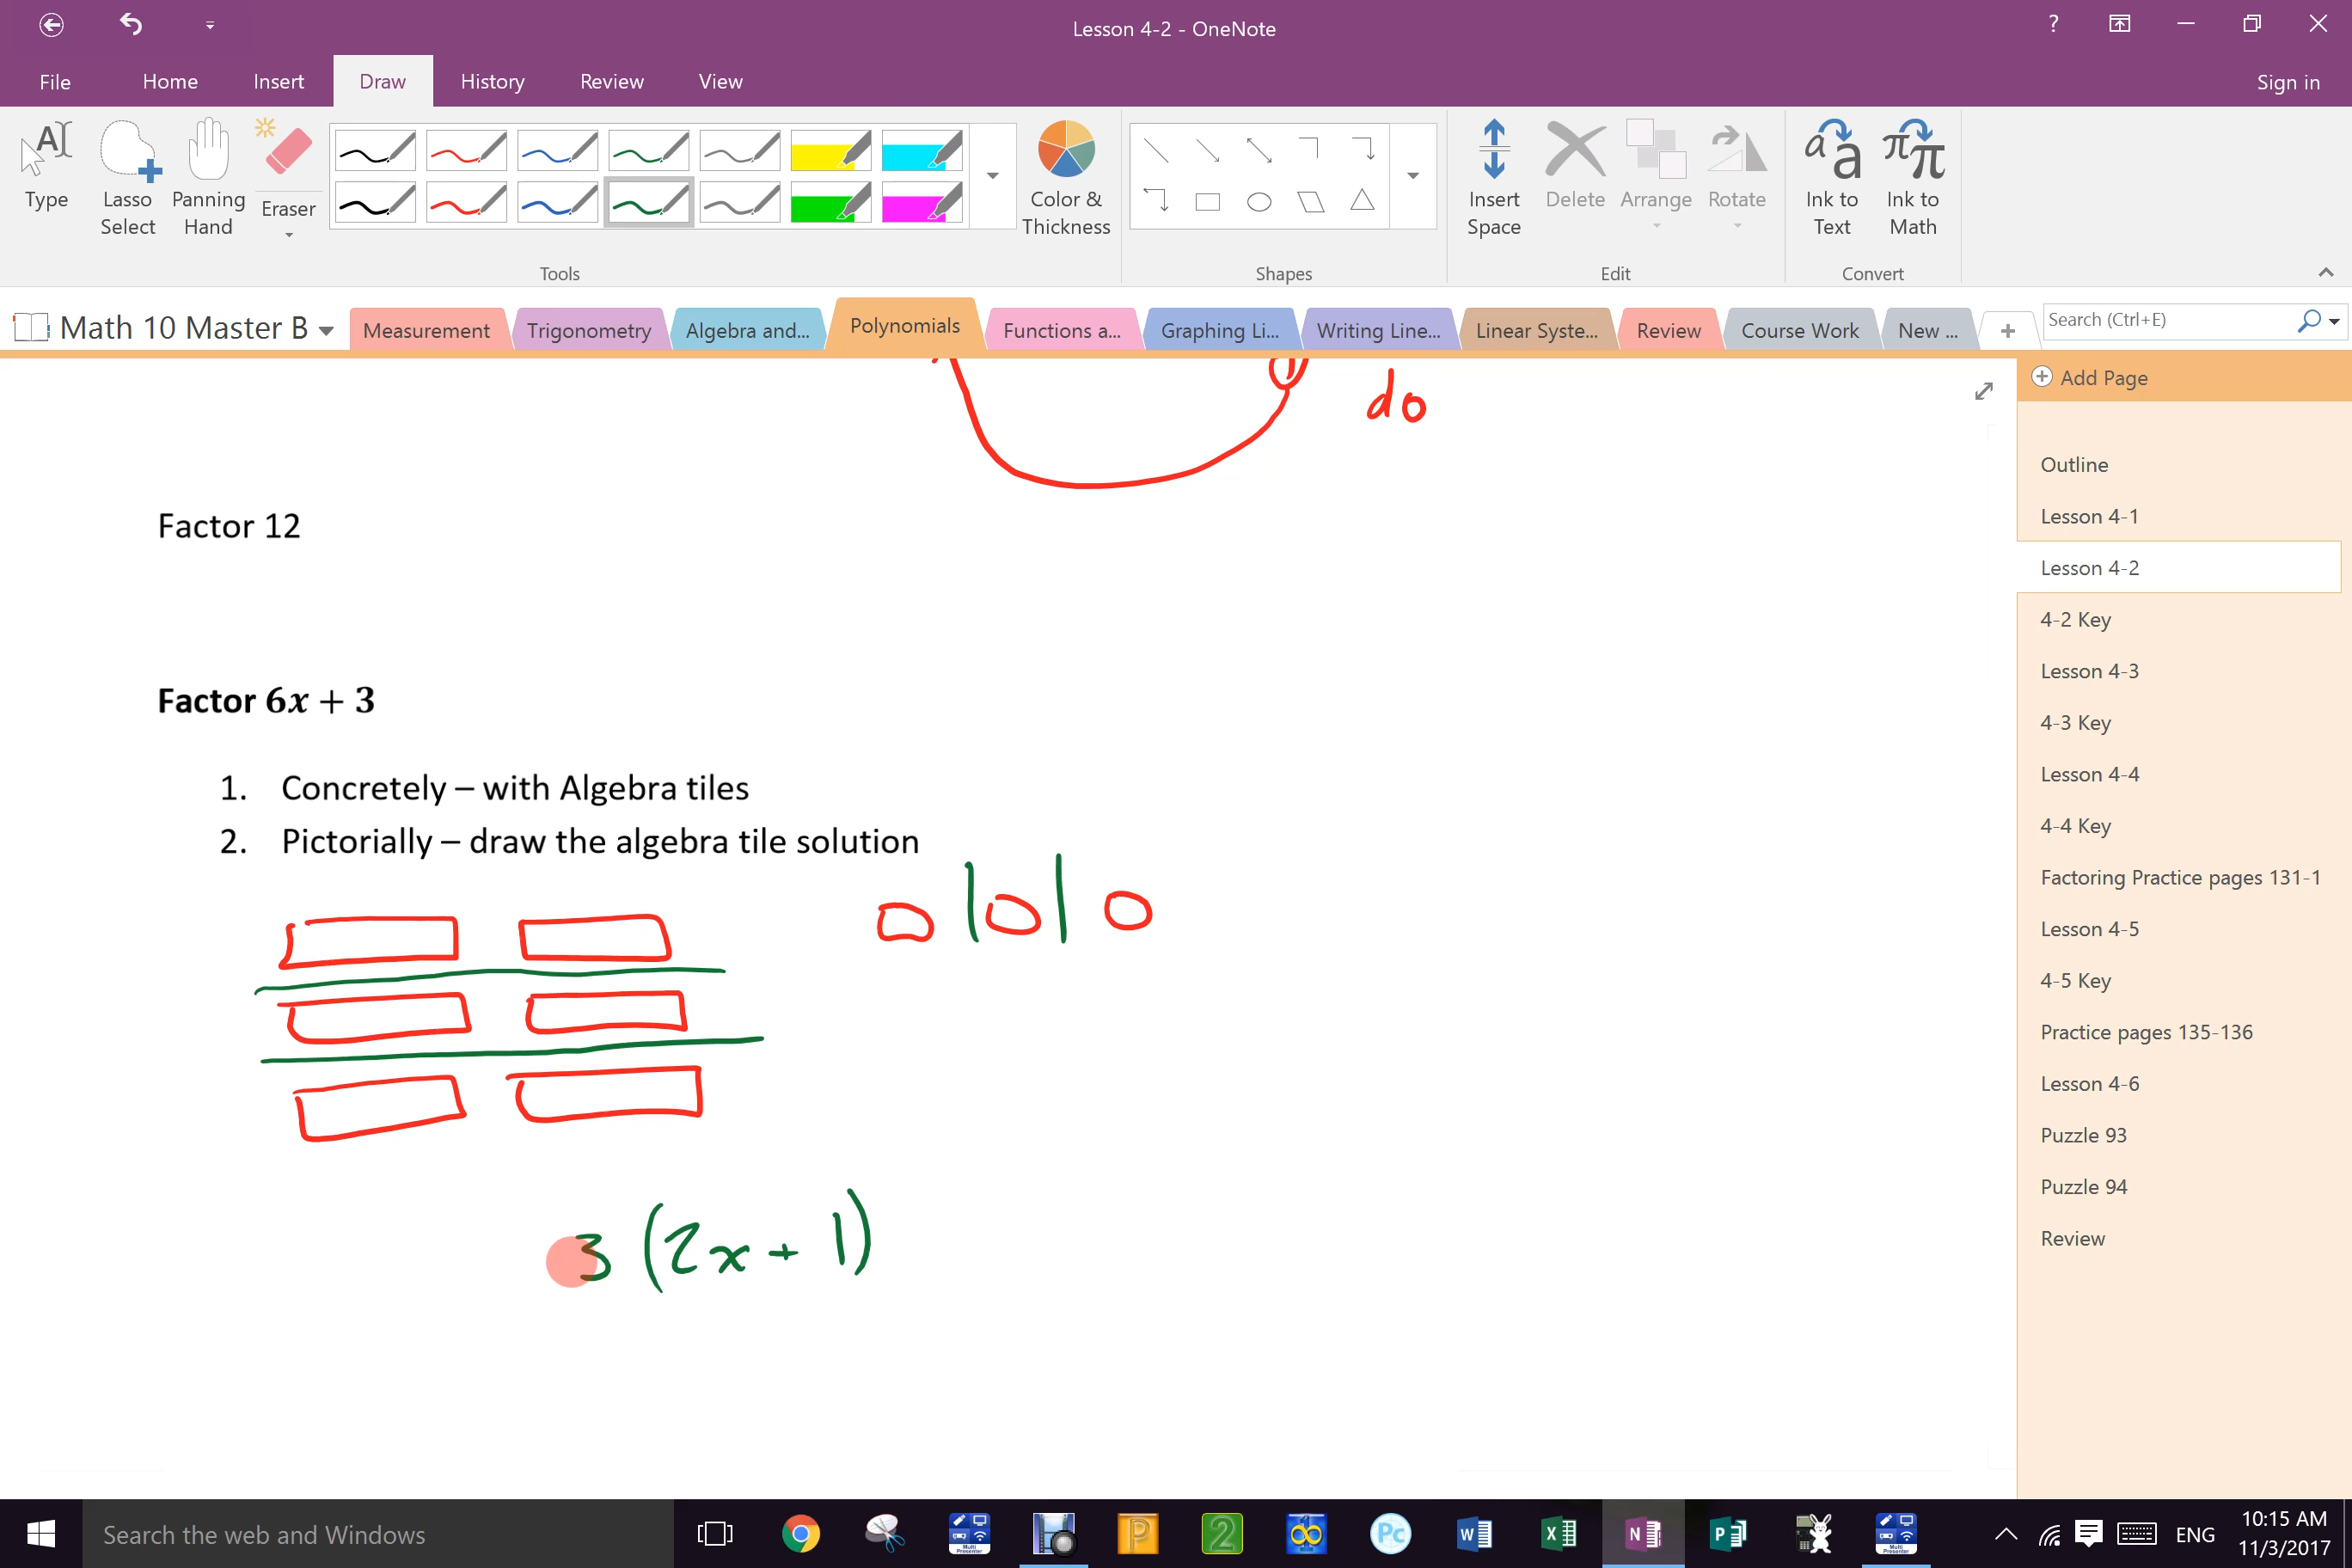 Lesson 4-2 - OneNote
?
File Home Insert Draw History Review View Sign in
Type
Lasso Select
Panning Hand
Eraser
Color & Thickness
Insert Space
Delete
Arrange
Rotate
Ink to Text
Ink to Math
Tools Shapes Edit Convert
Math 10 Master B
Measurement Trigonometry Algebra and... Polynomials Functions a... Graphing Li... Writing Line... Linear Syste... Review Course Work New ... +
Search (Ctrl+E)
do
Factor 12
Factor 6x + 3
1. Concretely – with Algebra tiles
2. Pictorially – draw the algebra tile solution
3 (2x + 1)
Add Page
Outline
Lesson 4-1
Lesson 4-2
4-2 Key
Lesson 4-3
4-3 Key
Lesson 4-4
4-4 Key
Factoring Practice pages 131-1
Lesson 4-5
4-5 Key
Practice pages 135-136
Lesson 4-6
Puzzle 93
Puzzle 94
Review
Search the web and Windows
ENG
10:15 AM
11/3/2017